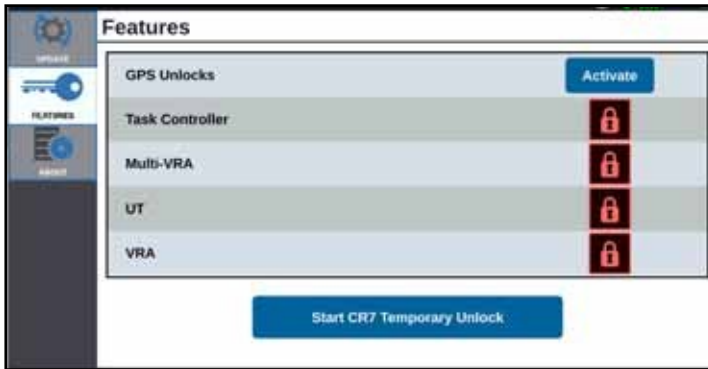 Features
UPDATE
GPS Unlocks
Activate
FEATURES
Task Controller
Multi-VRA
ABOUT
UT
VRA
Start CR7 Temporary Unlock